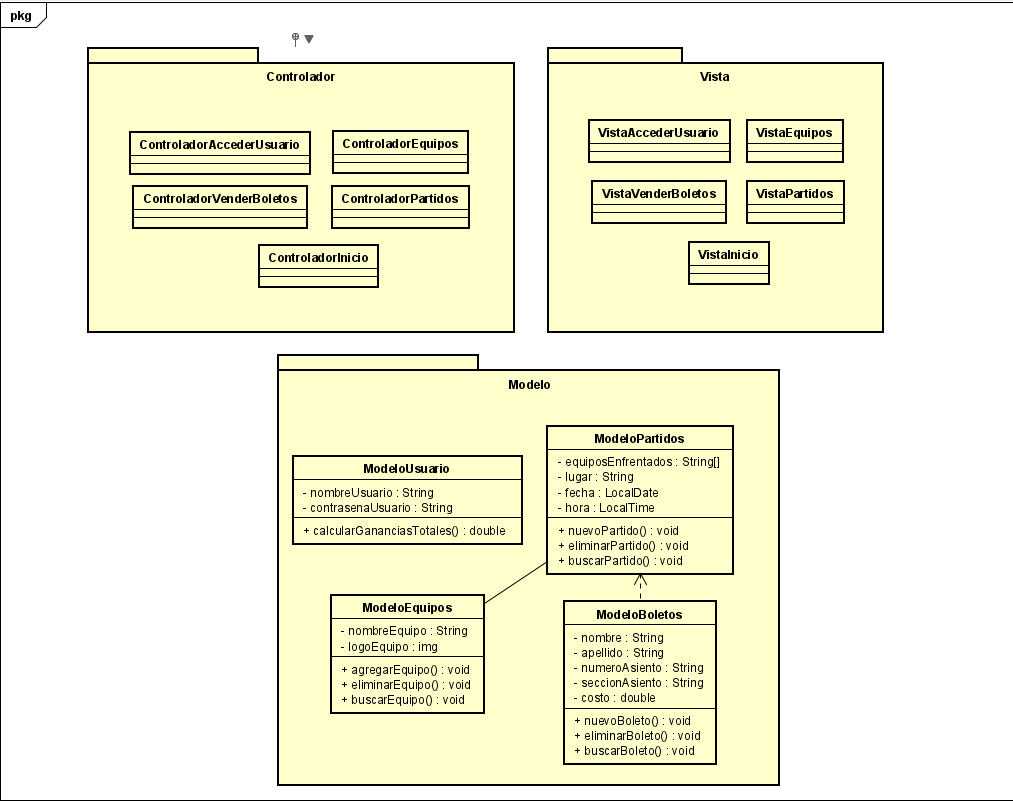 pkg
Controlador
ControladorAccederUsuario
ControladorEquipos
ControladorVenderBoletos
ControladorPartidos
ControladorInicio
Vista
VistaAccederUsuario
VistaEquipos
VistaVenderBoletos
VistaPartidos
VistaInicio
Modelo
ModeloUsuario
- nombreUsuario : String
- contrasenaUsuario : String
+ calcularGananciasTotales() : double
ModeloPartidos
- equiposEnfrentados : String[]
- lugar : String
- fecha : LocalDate
- hora : LocalTime
+ nuevoPartido() : void
+ eliminarPartido() : void
+ buscarPartido() : void
ModeloEquipos
- nombreEquipo : String
- logoEquipo : img
+ agregarEquipo() : void
+ eliminarEquipo() : void
+ buscarEquipo() : void
ModeloBoletos
- nombre : String
- apellido : String
- numeroAsiento : String
- seccionAsiento : String
- costo : double
+ nuevoBoleto() : void
+ eliminarBoleto() : void
+ buscarBoleto() : void